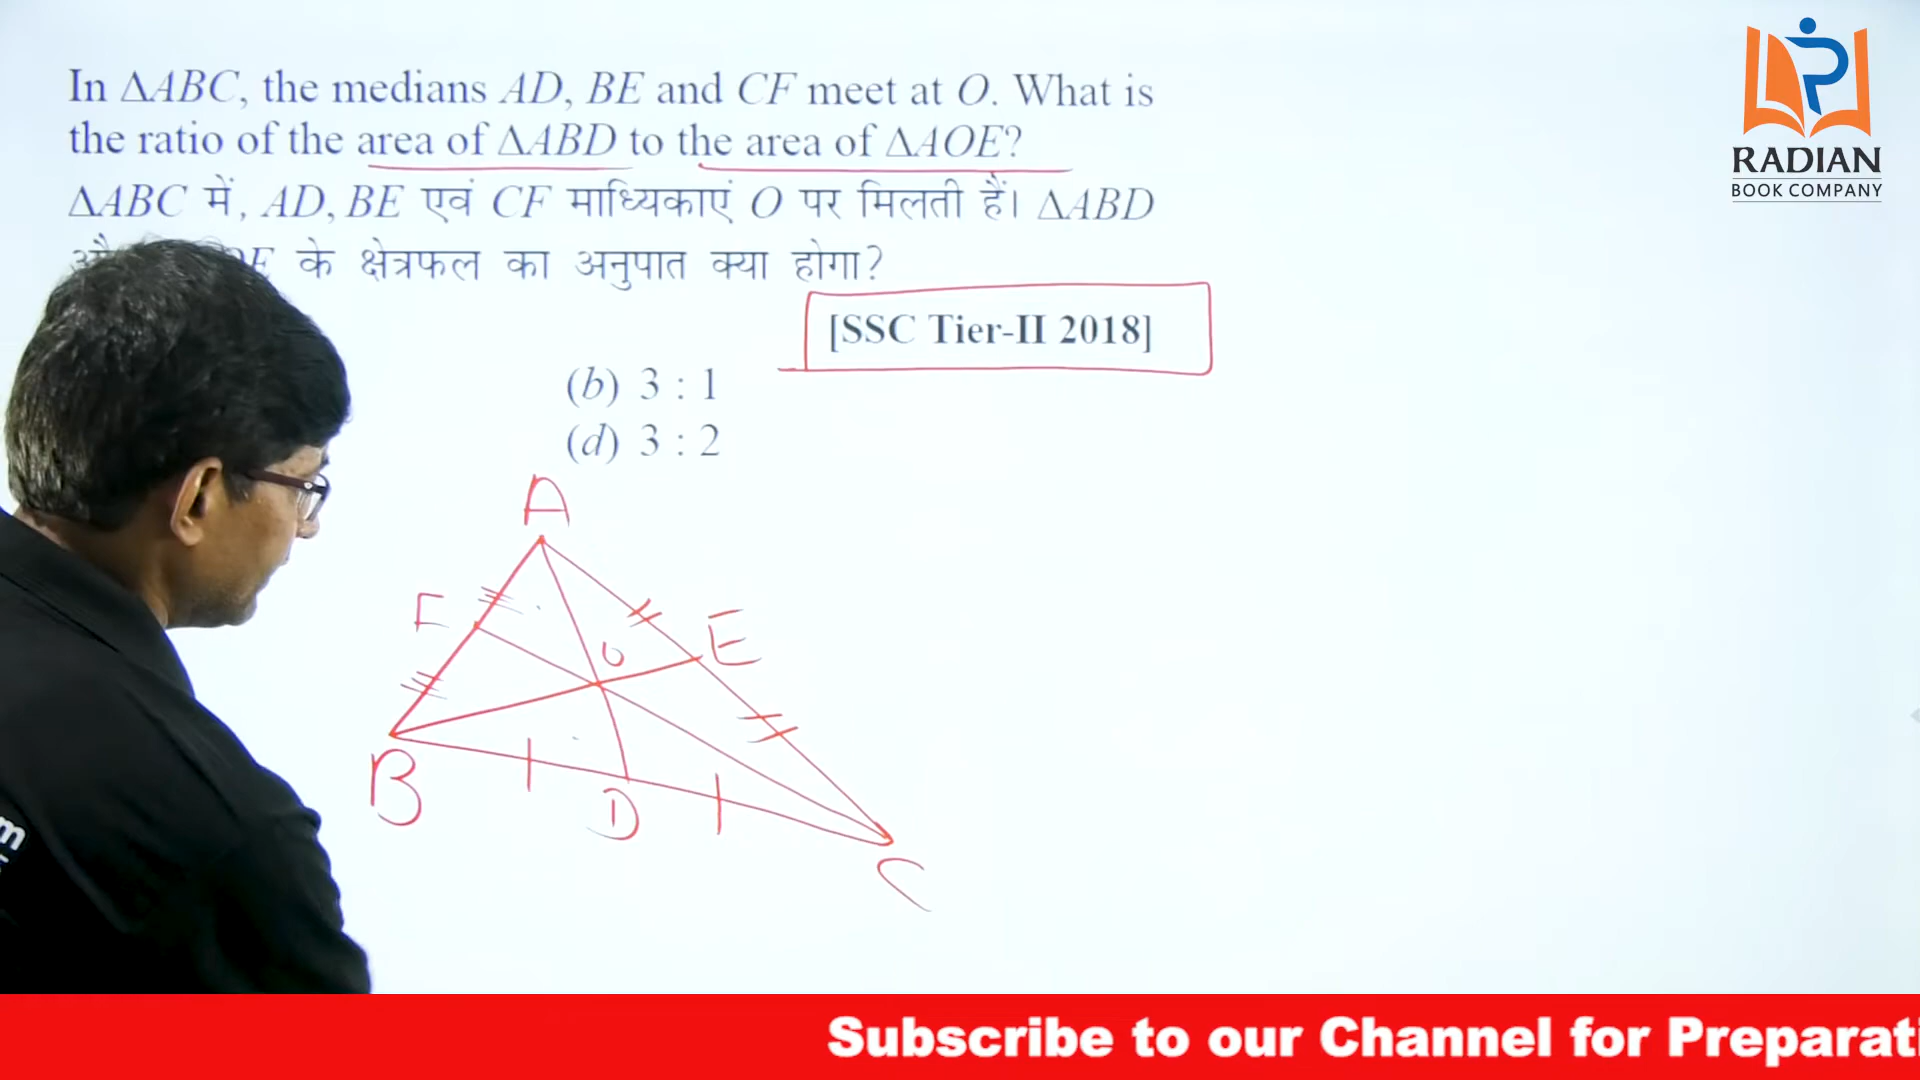 In ΔABC, the medians AD, BE and CF meet at O. What is
the ratio of the area of ΔABD to the area of ΔAOE?
ΔABC में, AD, BE एवं CF माध्यिकाएं O पर मिलती हैं। ΔABD
के क्षेत्रफल का अनुपात क्या होगा?
[SSC Tier-II 2018]
(b) 3 : 1
(d) 3 : 2
A
F
O
E
B
D
C
RADIAN
BOOK COMPANY
Subscribe to our Channel for Preparati